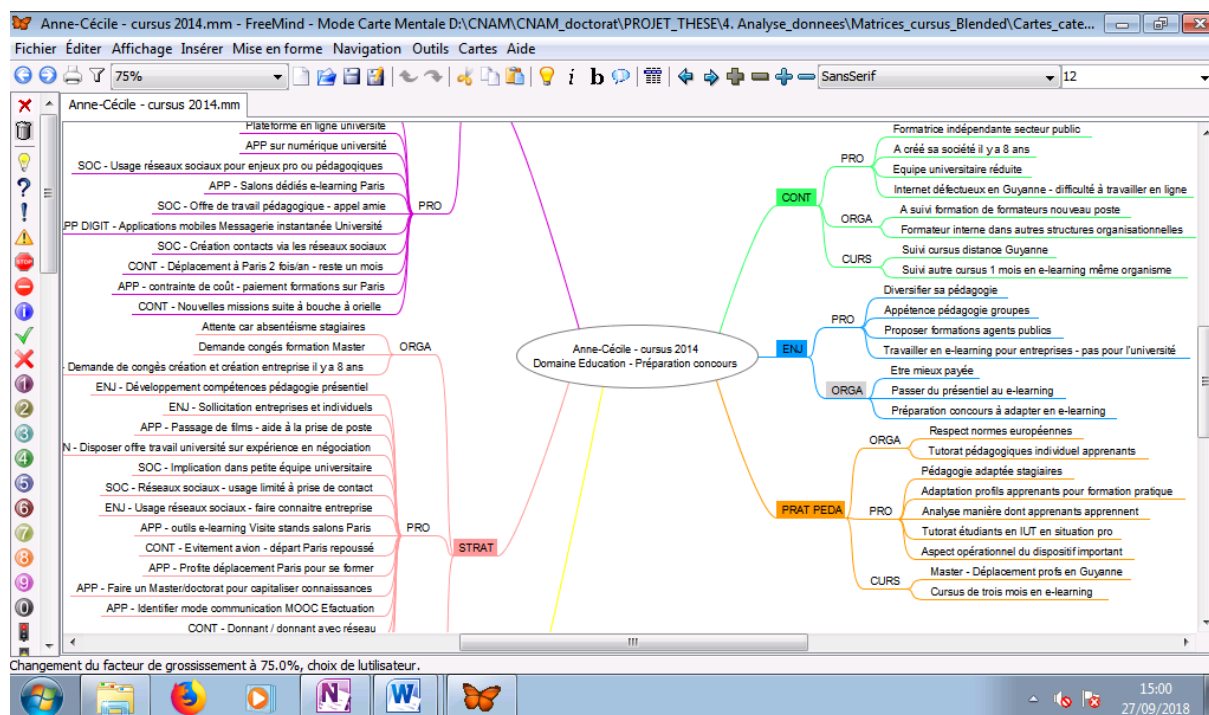 Anne-Cécile - cursus 2014.mm - FreeMind - Mode Carte Mentale D:\CNAM\CNAM_doctorat\PROJET_THESE\4. Analyse_donnees\Matrices_cursus_Blended\Cartes_cate...
Fichier Éditer Affichage Insérer Mise en forme Navigation Outils Cartes Aide
75%
SansSerif
12
Anne-Cécile - cursus 2014.mm
Plateforme en ligne université
APP sur numérique université
SOC - Usage réseaux sociaux pour enjeux pro ou pédagogiques
APP - Salons dédiés e-learning Paris
SOC - Offre de travail pédagogique - appel amie
PRO
PP DIGIT - Applications mobiles Messagerie instantanée Université
SOC - Création contacts via les réseaux sociaux
CONT - Déplacement à Paris 2 fois/an - reste un mois
APP - contrainte de coût - paiement formations sur Paris
CONT - Nouvelles missions suite à bouche à orielle
Attente car absentéisme stagiaires
Demande congés formation Master
ORGA
- Demande de congès création et création entreprise il y a 8 ans
ENJ - Développement compétences pédagogie présentiel
ENJ - Sollicitation entreprises et individuels
APP - Passage de films - aide à la prise de poste
N - Disposer offre travail université sur expérience en négociation
SOC - Implication dans petite équipe universitaire
SOC - Réseaux sociaux - usage limité à prise de contact
ENJ - Usage réseaux sociaux - faire connaitre entreprise
APP - outils e-learning Visite stands salons Paris
PRO
CONT - Evitement avion - départ Paris repoussé
STRAT
APP - Profite déplacement Paris pour se former
APP - Faire un Master/doctorat pour capitaliser connaissances
APP - Identifier mode communication MOOC Efactuation
CONT - Donnant / donnant avec réseau
Anne-Cécile - cursus 2014
Domaine Education - Préparation concours
CONT
PRO
Formatrice indépendante secteur public
A créé sa société il y a 8 ans
Equipe universitaire réduite
Internet défectueux en Guyane - difficulté à travailler en ligne
ORGA
A suivi formation de formateurs nouveau poste
Formateur interne dans autres structures organisationnelles
CURS
Suivi cursus distance Guyanne
Suivi autre cursus 1 mois en e-learning même organisme
ENJ
PRO
Diversifier sa pédagogie
Appétence pédagogie groupes
Proposer formations agents publics
Travailler en e-learning pour entreprises - pas pour l'université
ORGA
Etre mieux payée
Passer du présentiel au e-learning
Préparation concours à adapter en e-learning
PRAT PEDA
ORGA
Respect normes européennes
Tutorat pédagogiques individuel apprenants
PRO
Pédagogie adaptée stagiaires
Adaptation profils apprenants pour formation pratique
Analyse manière dont apprenants apprennent
Tutorat étudiants en IUT en situation pro
Aspect opérationnel du dispositif important
CURS
Master - Déplacement profs en Guyanne
Cursus de trois mois en e-learning
Changement du facteur de grossissement à 75.0%, choix de lutilisateur.
15:00
27/09/2018